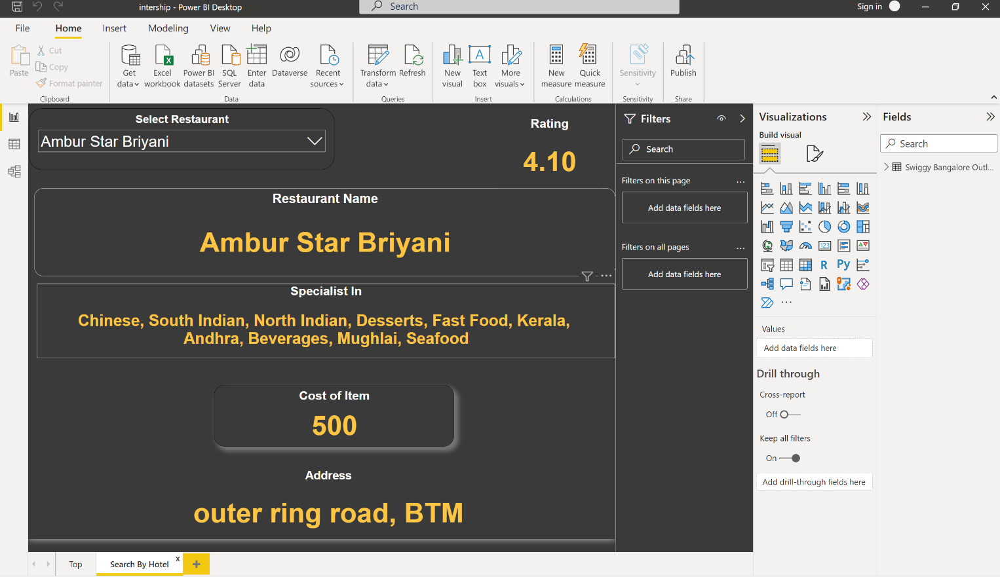 intership - Power BI Desktop
Search
Sign in
File
Home
Insert
Modeling
View
Help
Paste
Cut
Copy
Format painter
Clipboard
Get
data
Excel
workbook
Power BI
datasets
SQL
Server
Enter
data
Dataverse
Recent
sources
Data
Transform
data
Refresh
Queries
New
visual
Text
box
More
visuals
Insert
New
measure
Quick
measure
Calculations
Sensitivity
Sensitivity
Publish
Share
Select Restaurant
Ambur Star Briyani
Rating
4.10
Restaurant Name
Ambur Star Briyani
Specialist In
Chinese, South Indian, North Indian, Desserts, Fast Food, Kerala,
Andhra, Beverages, Mughlai, Seafood
Cost of Item
500
Address
outer ring road, BTM
Filters
Search
Filters on this page
...
Add data fields here
Filters on all pages
...
Add data fields here
Visualizations
Build visual
123
R
Py
...
Values
Add data fields here
Drill through
Cross-report
Off
Keep all filters
On
Add drill-through fields here
Fields
Search
Swiggy Bangalore Outl...
Top
Search By Hotel
x
+